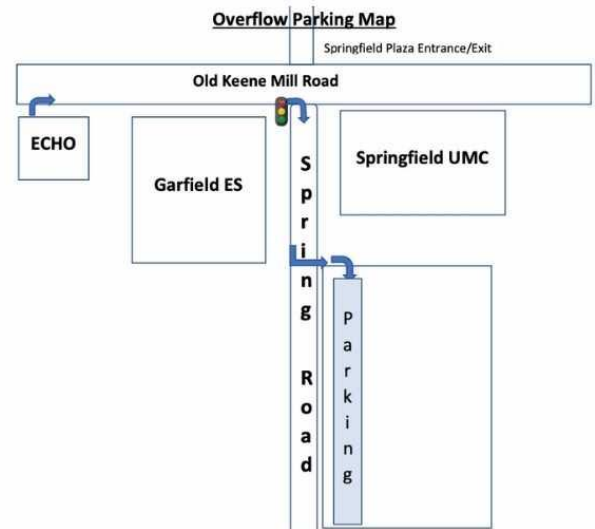 Overflow Parking Map
Springfield Plaza Entrance/Exit
Old Keene Mill Road
ECHO
Garfield ES
Springfield UMC
Spring Road
Parking